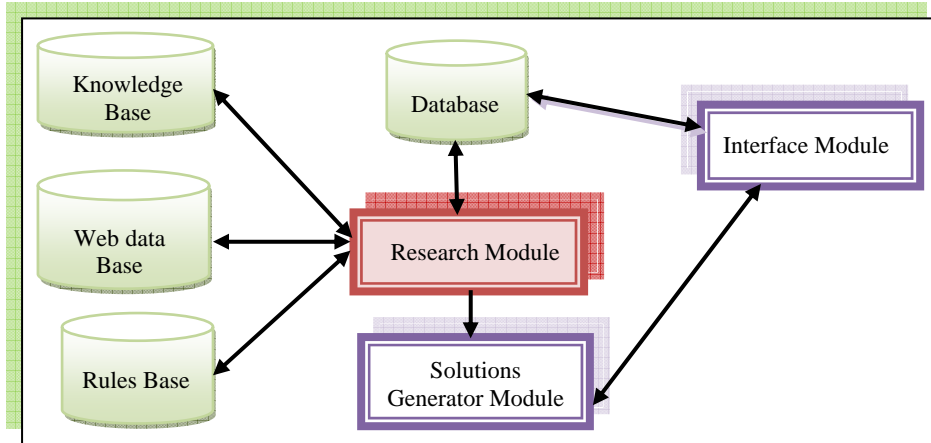 Knowledge
Base
Database
Interface Module
Web data
Base
Research Module
Rules Base
Solutions
Generator Module